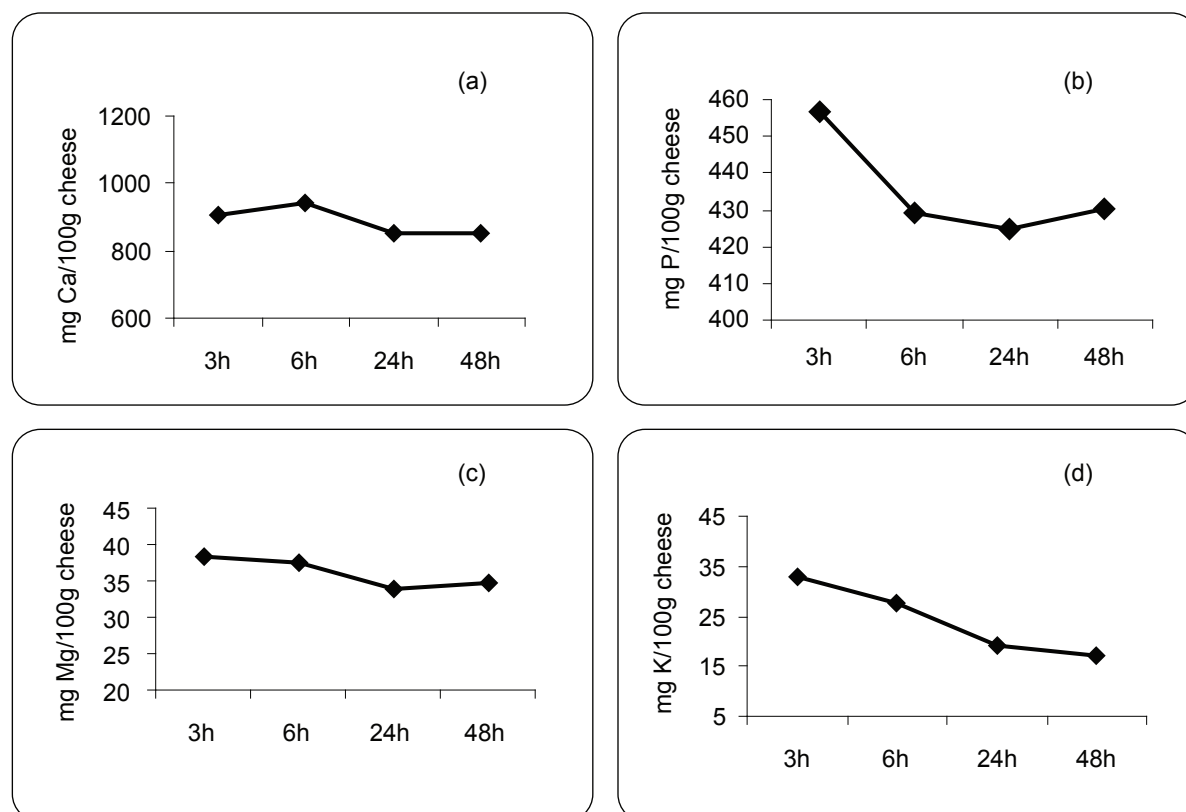 (a)
mg Ca/100g cheese
1200
1000
800
600
3h 6h 24h 48h
(b)
mg P/100g cheeese
460
450
440
430
420
410
400
3h 6h 24h 48h
(c)
mg Mg/100g cheese
45
40
35
30
25
20
3h 6h 24h 48h
(d)
mg K/100g cheese
45
35
25
15
5
3h 6h 24h 48h